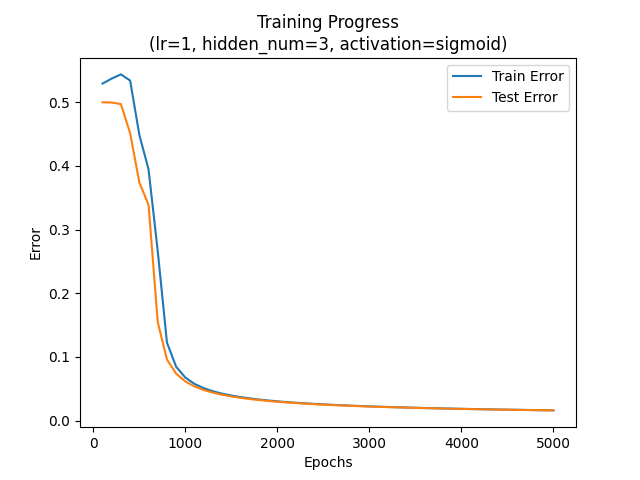 Training Progress
(lr=1, hidden_num=3, activation=sigmoid)
Train Error
Test Error
0.5
0.4
0.3
0.2
0.1
0.0
Error
0
1000
2000
3000
4000
5000
Epochs